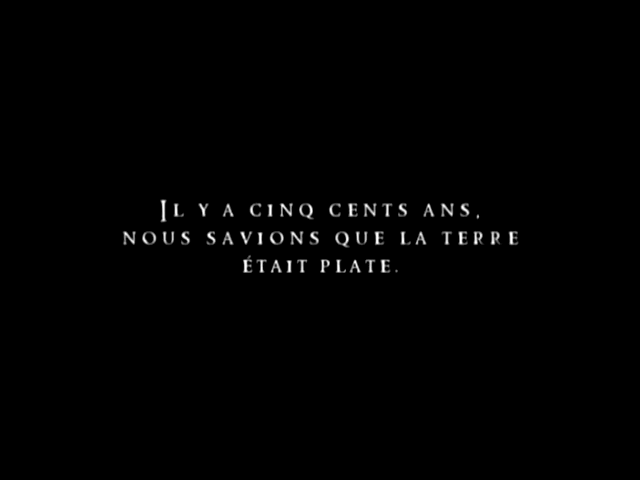 Il y a cinq cents ans,
nous savions que la terre
était plate.